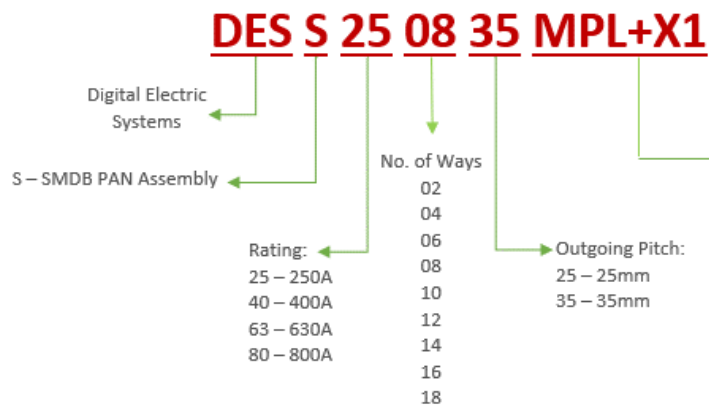 DES S 25 08 35 MPL+X1
Digital Electric
Systems
S – SMDB PAN Assembly
No. of Ways
02
04
06
08
10
12
14
16
18
Rating:
25 – 250A
40 – 400A
63 – 630A
80 – 800A
Outgoing Pitch:
25 – 25mm
35 – 35mm